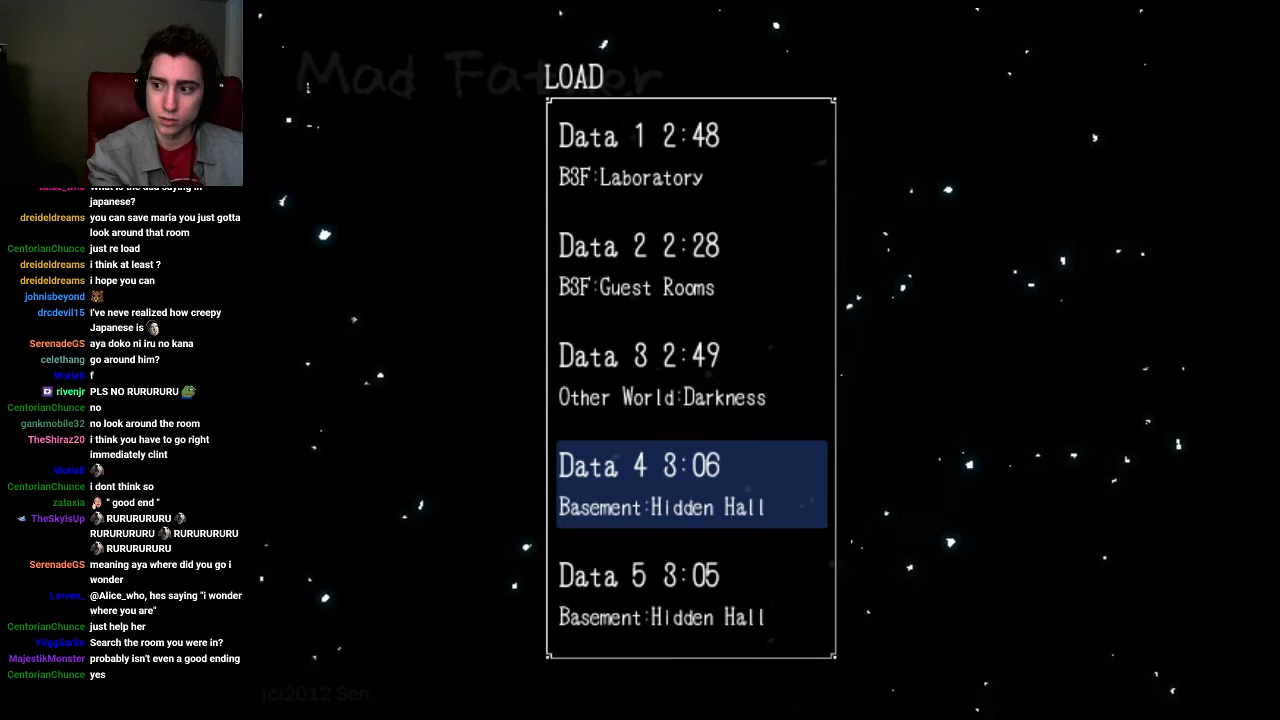 Mad Father
LOAD
Data 1 2:48
B3F:Laboratory
Data 2 2:28
B3F:Guest Rooms
Data 3 2:49
Other World:Darkness
Data 4 3:06
Basement:Hidden Hall
Data 5 3:05
Basement:Hidden Hall
(c)2012 Sen
what is the dad saying in
japanese?
dreideldreams you can save maria you just gotta
look around that room
CentorianChunce just re load
dreideldreams i think at least ?
dreideldreams i hope you can
johnisbeyond
drcdevil15 I've neve realized how creepy
Japanese is
SerenadeGS aya doko ni iru no kana
celethang go around him?
f
rivenjr PLS NO RURURURU
CentorianChunce no
gankmobile32 no look around the room
TheShiraz20 i think you have to go right
immediately clint
CentorianChunce i dont think so
zataxia " good end "
TheSkyIsUp RURURURURU
RURURURURU RURURURURU
RURURURURU
SerenadeGS meaning aya where did you go i
wonder
Larven_ @Alice_who, hes saying "i wonder
where you are"
CentorianChunce just help her
Search the room you were in?
MajestikMonster probably isn't even a good ending
CentorianChunce yes